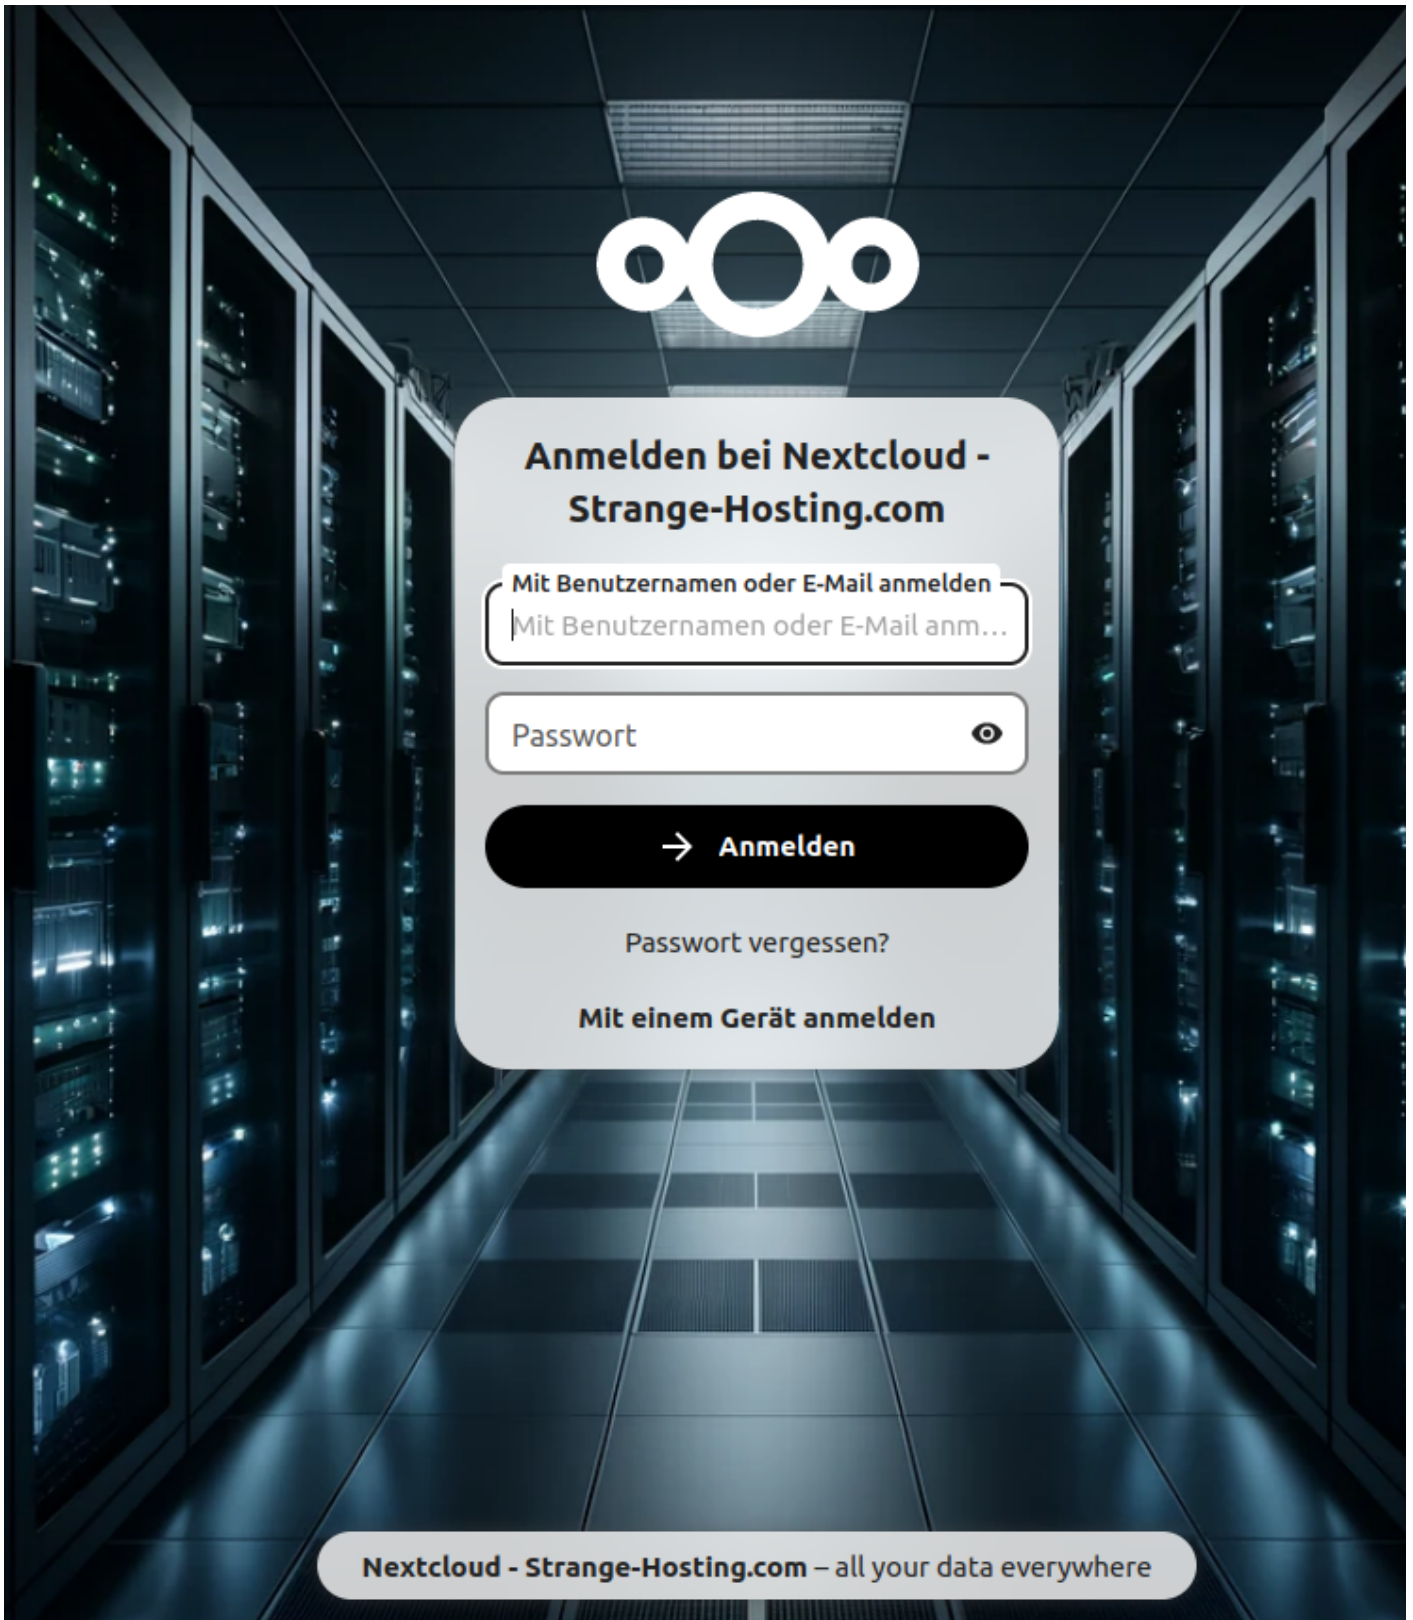 Anmelden bei Nextcloud -
Strange-Hosting.com
Mit Benutzernamen oder E-Mail anmelden
Mit Benutzernamen oder E-Mail anm...
Passwort
Anmelden
Passwort vergessen?
Mit einem Gerät anmelden
Nextcloud - Strange-Hosting.com – all your data everywhere